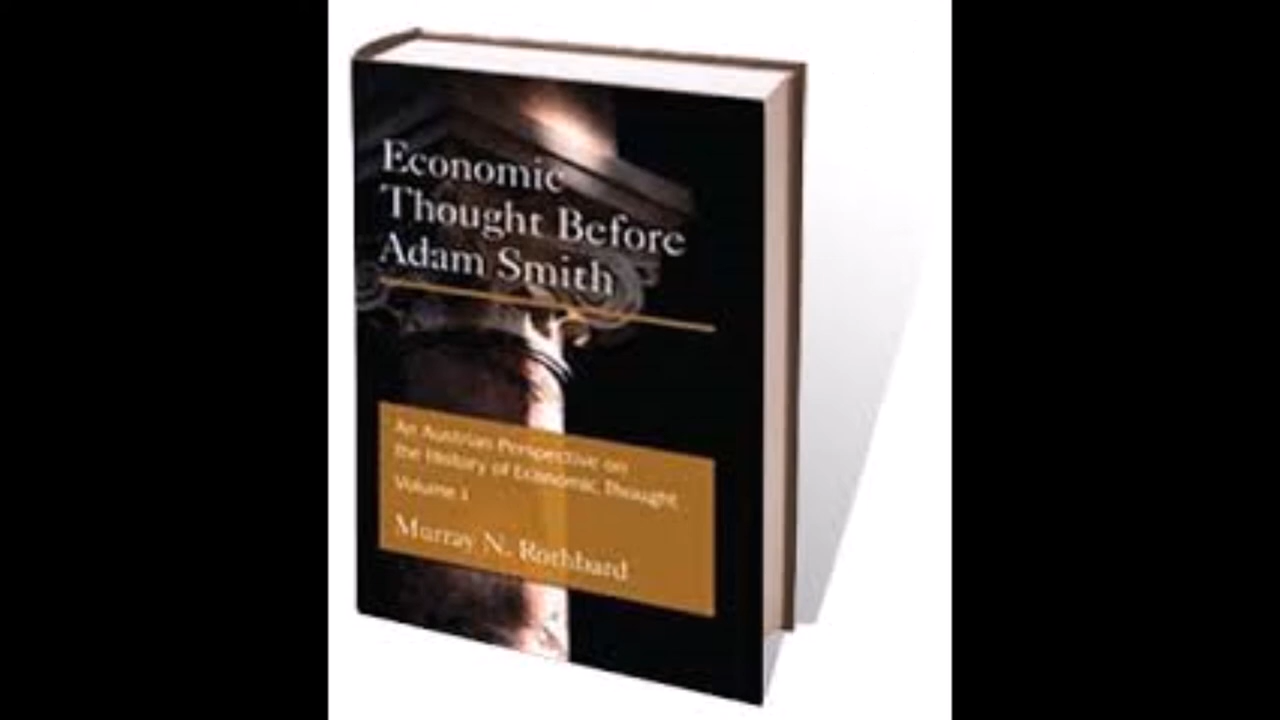 Economic
Thought Before
Adam Smith
An Austrian Perspective on
the History of Economic Thought
Volume I
Murray N. Rothbard